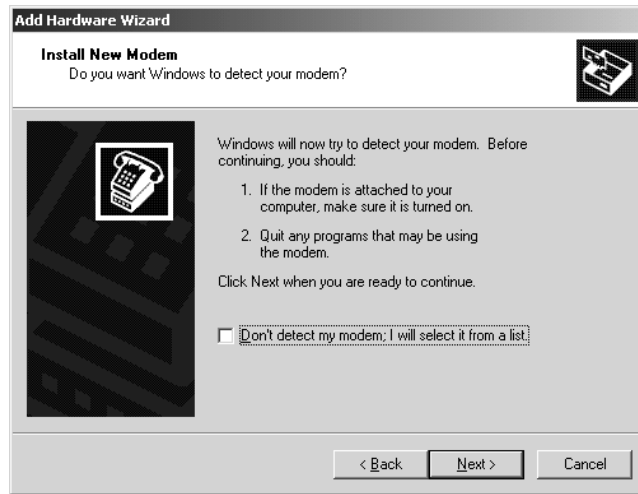 Add Hardware Wizard
Install New Modem
Do you want Windows to detect your modem?
Windows will now try to detect your modem.  Before
continuing, you should:
1. If the modem is attached to your
computer, make sure it is turned on.
2. Quit any programs that may be using
the modem.
Click Next when you are ready to continue.
Don't detect my modem; I will select it from a list.
< Back
Next >
Cancel